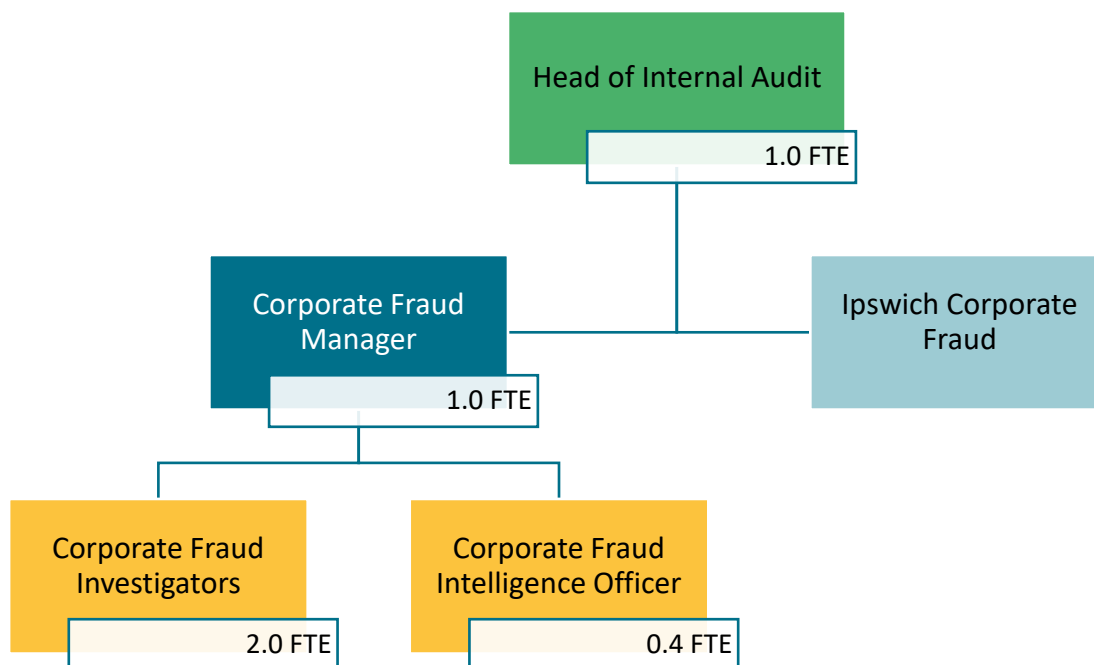 Head of Internal Audit
1.0 FTE
Corporate Fraud
Manager
1.0 FTE
Ipswich Corporate
Fraud
Corporate Fraud
Investigators
2.0 FTE
Corporate Fraud
Intelligence Officer
0.4 FTE